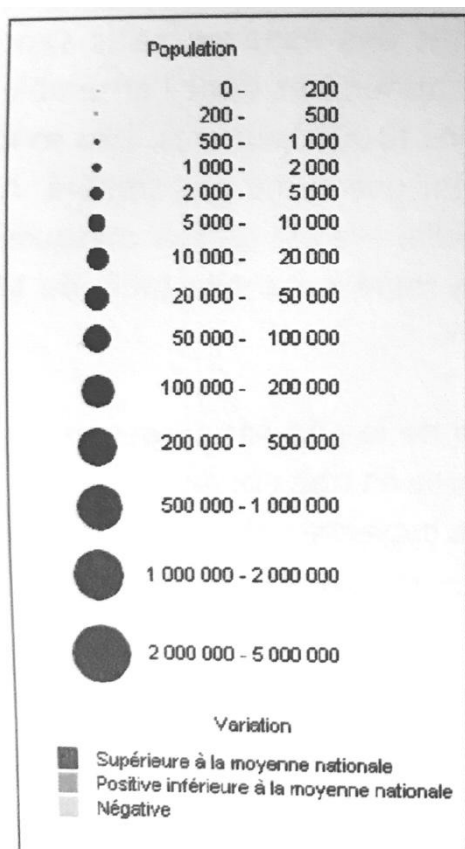 Population
0 - 200
200 - 500
500 - 1 000
1 000 - 2 000
2 000 - 5 000
5 000 - 10 000
10 000 - 20 000
20 000 - 50 000
50 000 - 100 000
100 000 - 200 000
200 000 - 500 000
500 000 - 1 000 000
1 000 000 - 2 000 000
2 000 000 - 5 000 000
Variation
Supérieure à la moyenne nationale
Positive inférieure à la moyenne nationale
Négative